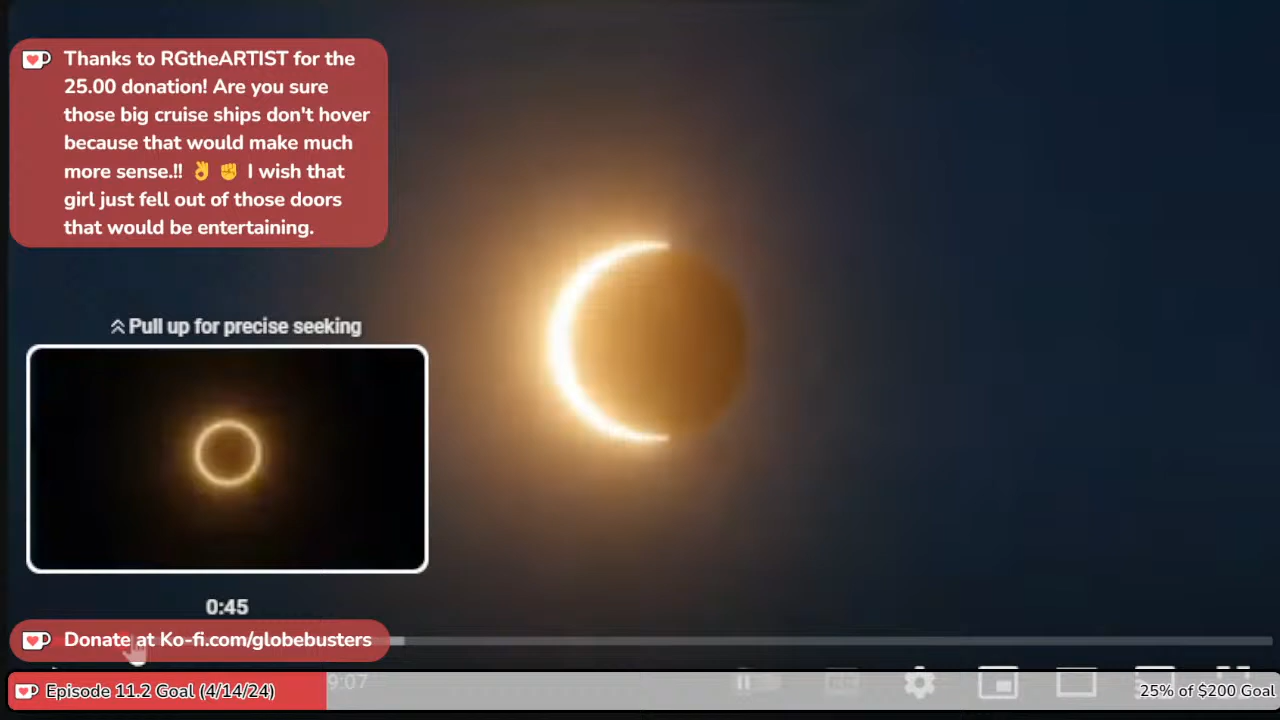 Thanks to RGtheARTIST for the
25.00 donation! Are you sure
those big cruise ships don't hover
because that would make much
more sense.!! 👌 ✊ I wish that
girl just fell out of those doors
that would be entertaining.
Pull up for precise seeking
0:45
Donate at Ko-fi.com/globebusters
9:07
Episode 11.2 Goal (4/14/24)
25% of $200 Goal